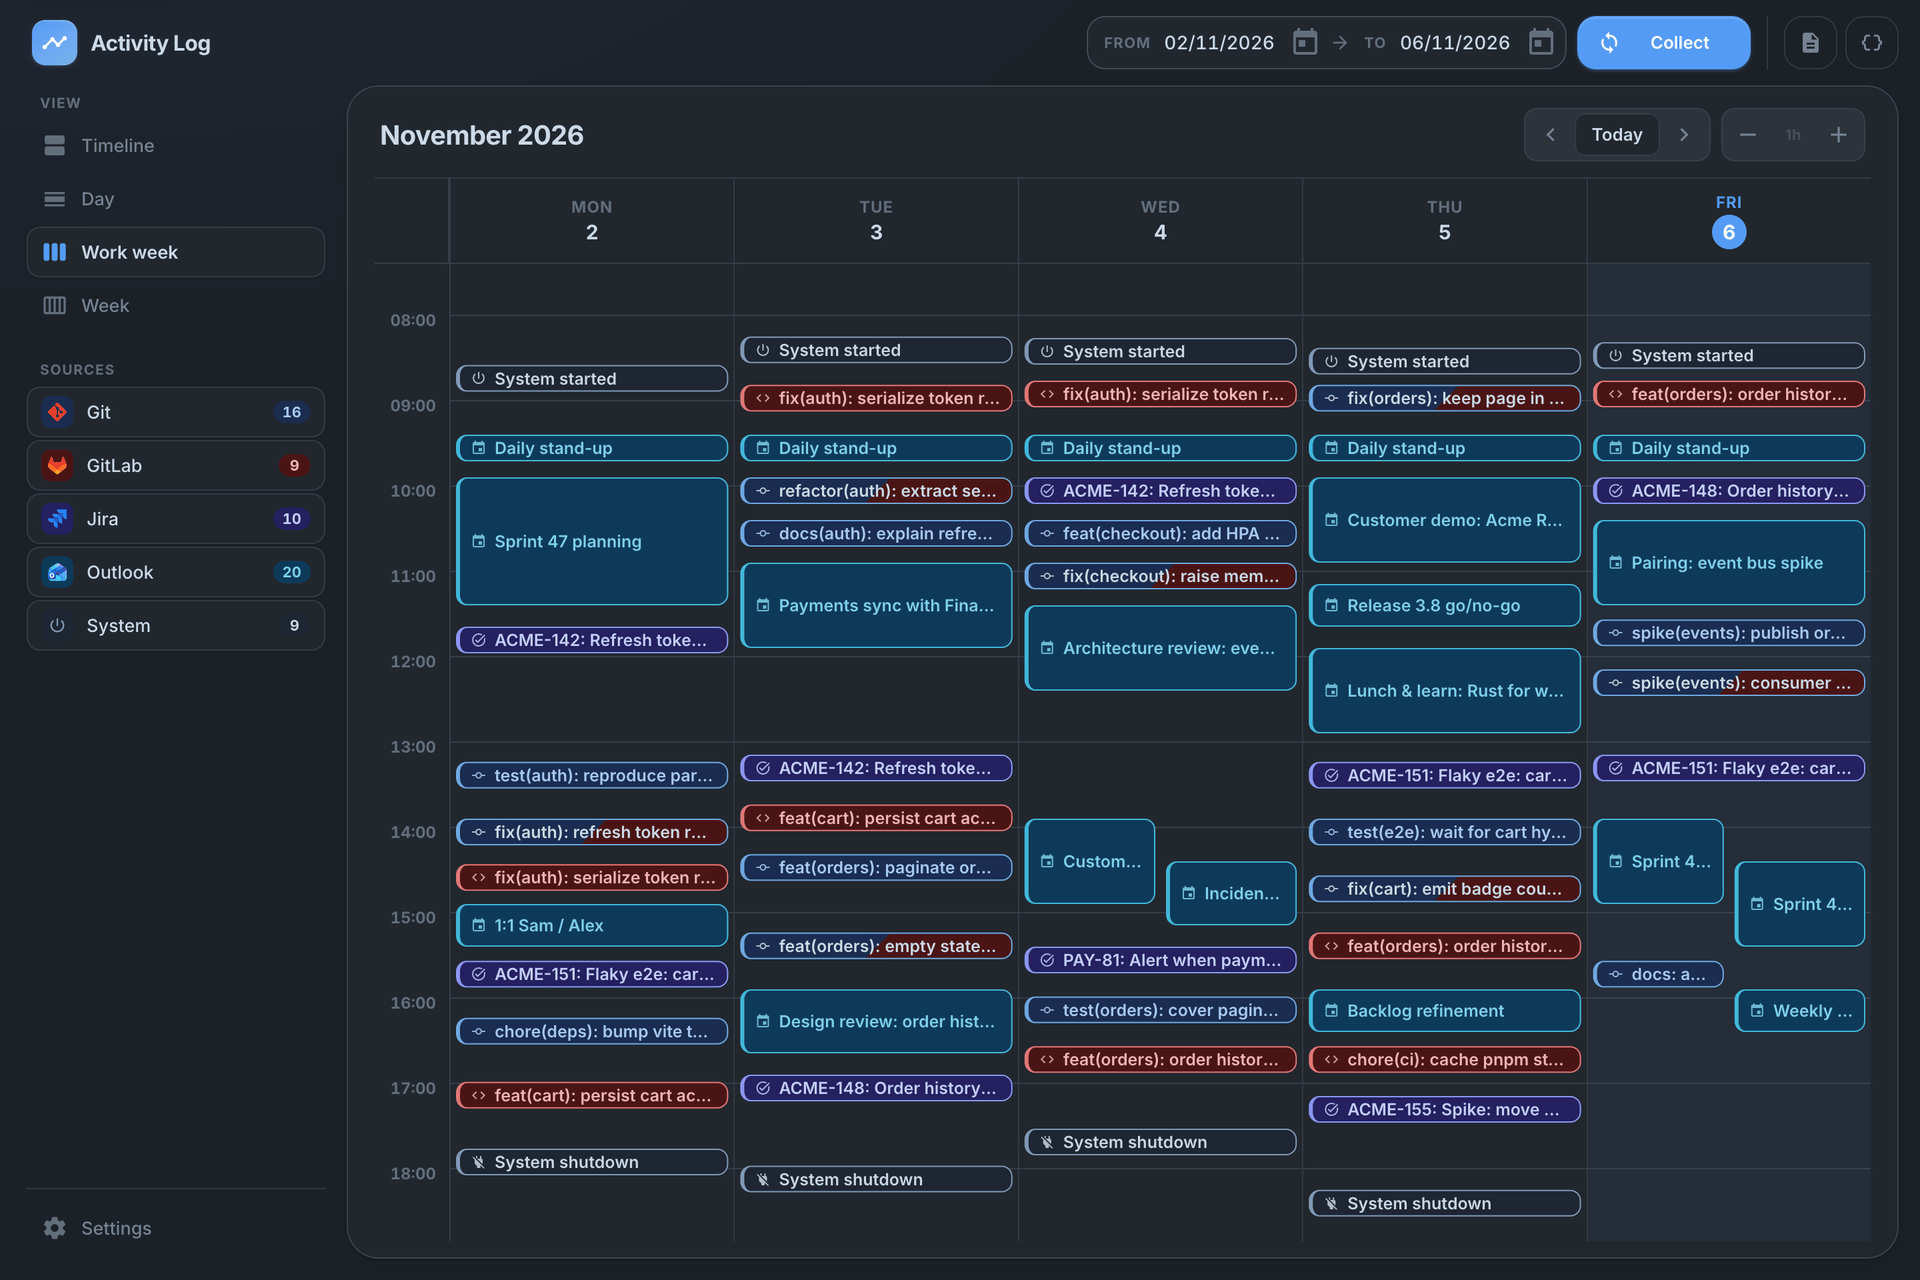 Activity Log
FROM 02/11/2026 TO 06/11/2026 Collect
VIEW
Timeline
Day
Work week
Week
SOURCES
Git 16
GitLab 9
Jira 10
Outlook 20
System 9
Settings
November 2026
Today
1h
MON 2
TUE 3
WED 4
THU 5
FRI 6
08:00
09:00
10:00
11:00
12:00
13:00
14:00
15:00
16:00
17:00
18:00
System started
Daily stand-up
Sprint 47 planning
ACME-142: Refresh toke...
test(auth): reproduce par...
fix(auth): refresh token r...
fix(auth): serialize token r...
1:1 Sam / Alex
ACME-151: Flaky e2e: car...
chore(deps): bump vite t...
feat(cart): persist cart ac...
System shutdown
System started
fix(auth): serialize token r...
Daily stand-up
refactor(auth): extract se...
docs(auth): explain refre...
Payments sync with Fina...
ACME-142: Refresh toke...
feat(cart): persist cart ac...
feat(orders): paginate or...
feat(orders): empty state...
Design review: order hist...
ACME-148: Order history...
System shutdown
System started
fix(auth): serialize token r...
Daily stand-up
ACME-142: Refresh toke...
feat(checkout): add HPA ...
fix(checkout): raise mem...
Architecture review: eve...
Custom...
Inciden...
PAY-81: Alert when paym...
test(orders): cover pagin...
feat(orders): order histor...
System shutdown
System started
fix(orders): keep page in ...
Daily stand-up
Customer demo: Acme R...
Release 3.8 go/no-go
Lunch & learn: Rust for w...
ACME-151: Flaky e2e: car...
test(e2e): wait for cart hy...
fix(cart): emit badge cou...
feat(orders): order histor...
Backlog refinement
chore(ci): cache pnpm st...
ACME-155: Spike: move ...
System shutdown
System started
feat(orders): order histor...
Daily stand-up
ACME-148: Order history...
Pairing: event bus spike
spike(events): publish or...
spike(events): consumer ...
ACME-151: Flaky e2e: car...
Sprint 4...
Sprint 4...
docs: a...
Weekly ...